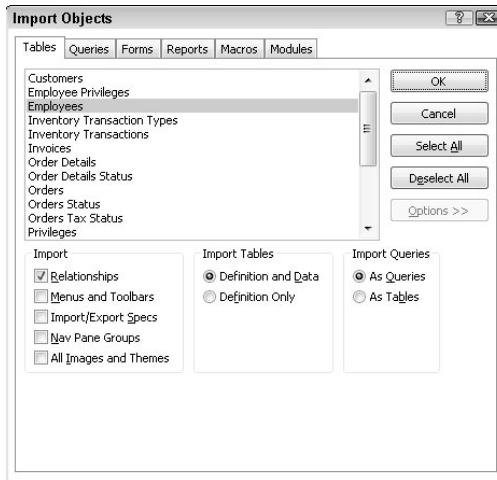 Import Objects
Tables Queries Forms Reports Macros Modules
Customers
Employee Privileges
Employees
Inventory Transaction Types
Inventory Transactions
Invoices
Order Details
Order Details Status
Orders
Orders Status
Orders Tax Status
Privileges
OK
Cancel
Select All
Deselect All
Options >>
Import
Relationships
Menus and Toolbars
Import/Export Specs
Nav Pane Groups
All Images and Themes
Import Tables
Definition and Data
Definition Only
Import Queries
As Queries
As Tables